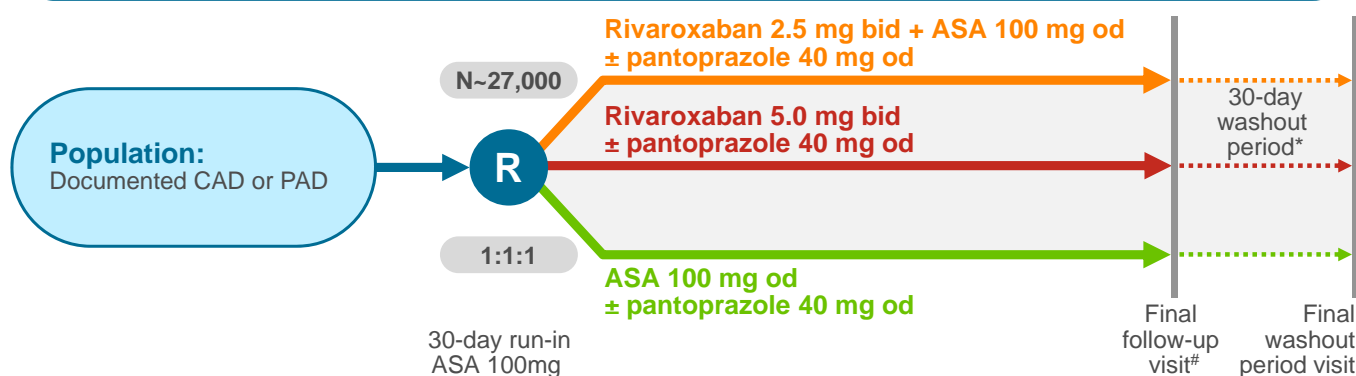 Rivaroxaban 2.5 mg bid + ASA 100 mg od
± pantoprazole 40 mg od
N~27,000
Rivaroxaban 5.0 mg bid
± pantoprazole 40 mg od
30-day
washout
period*
Population:
Documented CAD or PAD
R
1:1:1
ASA 100 mg od
± pantoprazole 40 mg od
30-day run-in
ASA 100mg
Final
follow-up
visit#
Final
washout
period visit